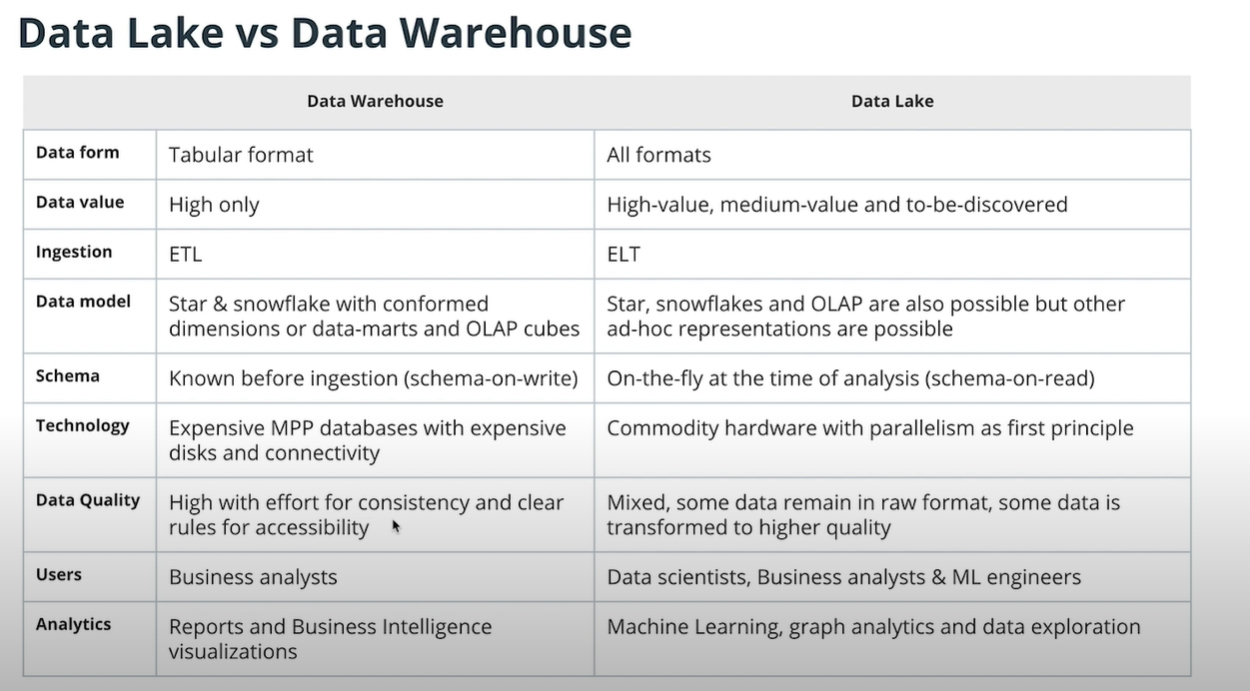 Data Lake vs Data Warehouse
Data Warehouse
Data Lake
Data form
Tabular format
All formats
Data value
High only
High-value, medium-value and to-be-discovered
Ingestion
ETL
ELT
Data model
Star & snowflake with conformed
dimensions or data-marts and OLAP cubes
Star, snowflakes and OLAP are also possible but other
ad-hoc representations are possible
Schema
Known before ingestion (schema-on-write)
On-the-fly at the time of analysis (schema-on-read)
Technology
Expensive MPP databases with expensive
disks and connectivity
Commodity hardware with parallelism as first principle
Data Quality
High with effort for consistency and clear
rules for accessibility
Mixed, some data remain in raw format, some data is
transformed to higher quality
Users
Business analysts
Data scientists, Business analysts & ML engineers
Analytics
Reports and Business Intelligence
visualizations
Machine Learning, graph analytics and data exploration